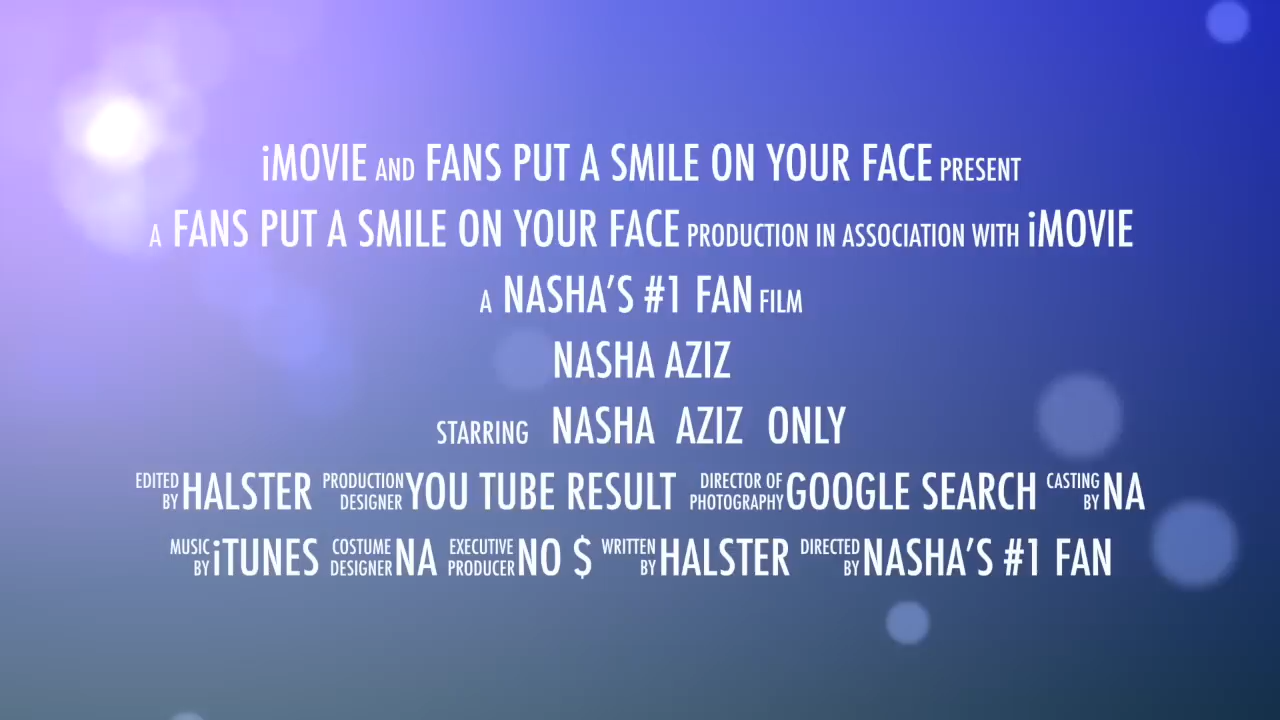 iMOVIE AND FANS PUT A SMILE ON YOUR FACE PRESENT
A FANS PUT A SMILE ON YOUR FACE PRODUCTION IN ASSOCIATION WITH iMOVIE
A NASHA'S #1 FAN FILM
NASHA AZIZ
STARRING NASHA AZIZ ONLY
EDITED BY HALSTER PRODUCTION DESIGNER YOU TUBE RESULT DIRECTOR OF PHOTOGRAPHY GOOGLE SEARCH CASTING BY NA
MUSIC BY iTUNES COSTUME DESIGNER NA EXECUTIVE PRODUCER NO $ WRITTEN BY HALSTER DIRECTED BY NASHA'S #1 FAN